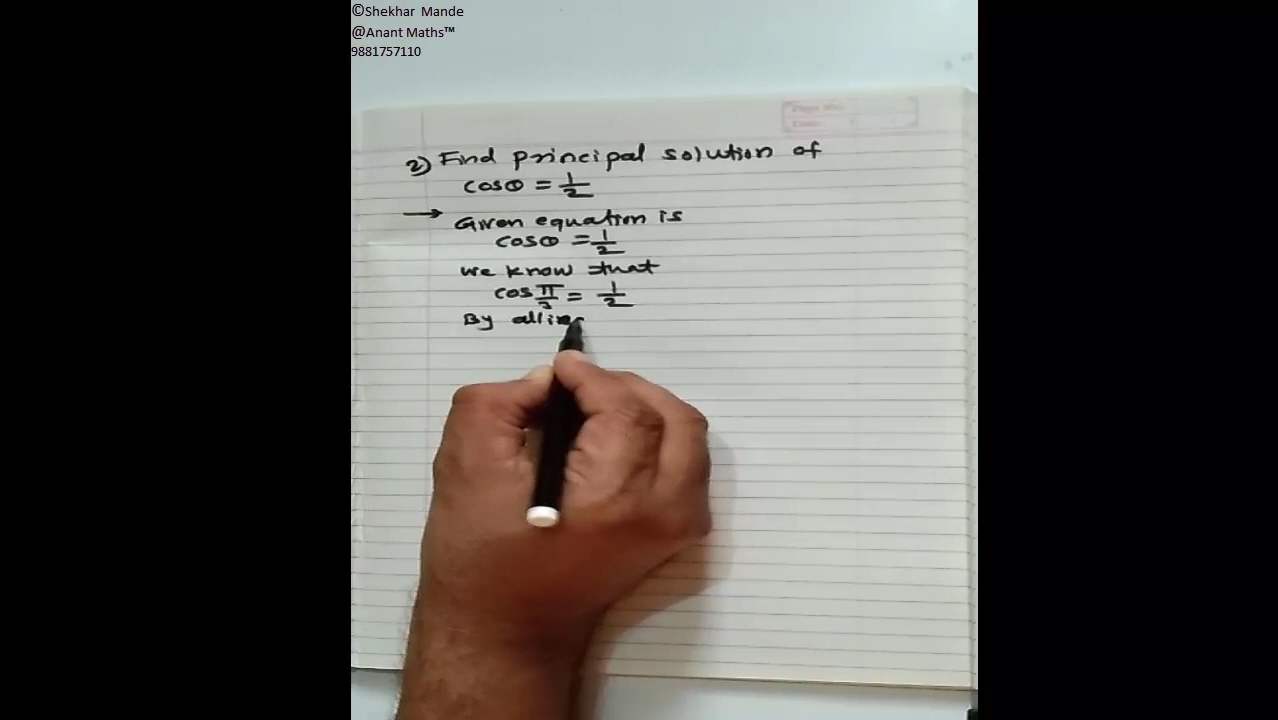 ©Shekhar Mande
@Anant Maths™
9881757110
2) Find principal solution of
cosθ = 1/2
→ Given equation is
cosθ = 1/2
we know that
cos π/3 = 1/2
By allied